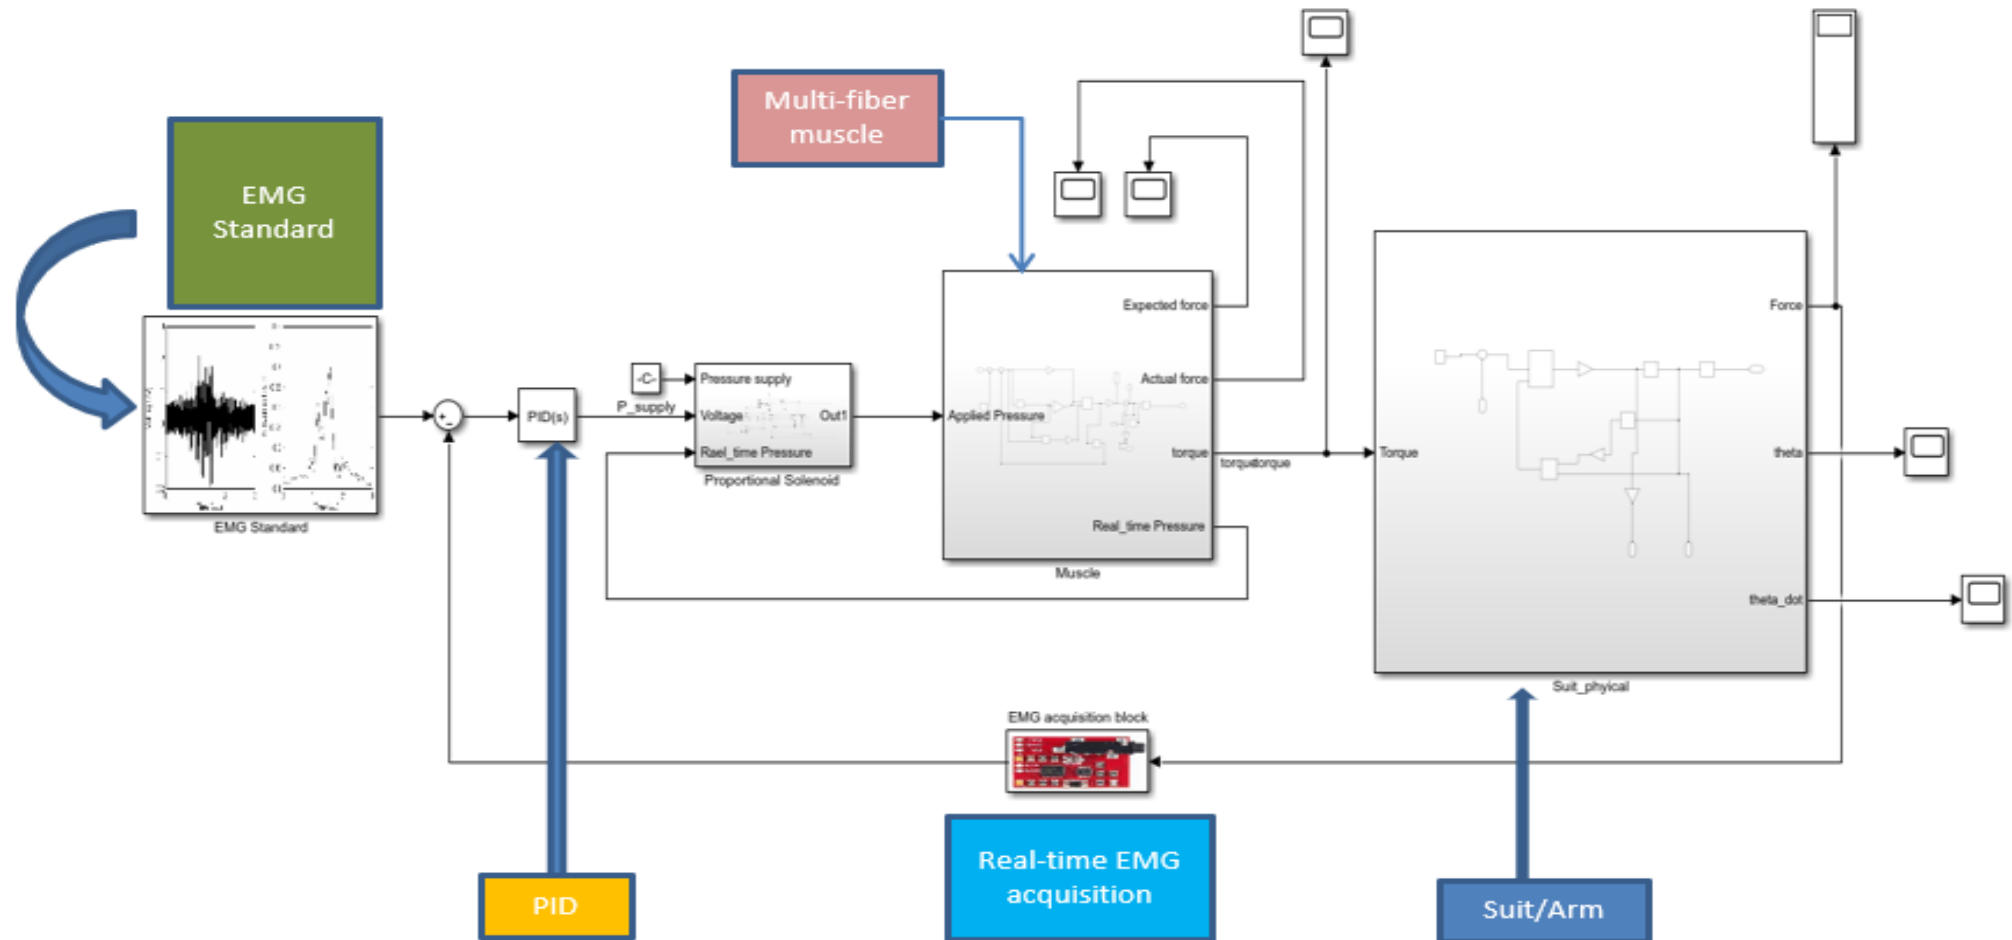 Multi-fiber
muscle
EMG
Standard
Expected force
Actual force
Applied Pressure
torque
Real_time Pressure
Muscle
-C-
P_supply
Pressure supply
Voltage
Out1
Rael_time Pressure
Proportional Solenoid
PID(s)
EMG Standard
torquetorque
Torque
Force
theta
theta_dot
Suit_phyical
EMG acquisition block
Real-time EMG
acquisition
PID
Suit/Arm